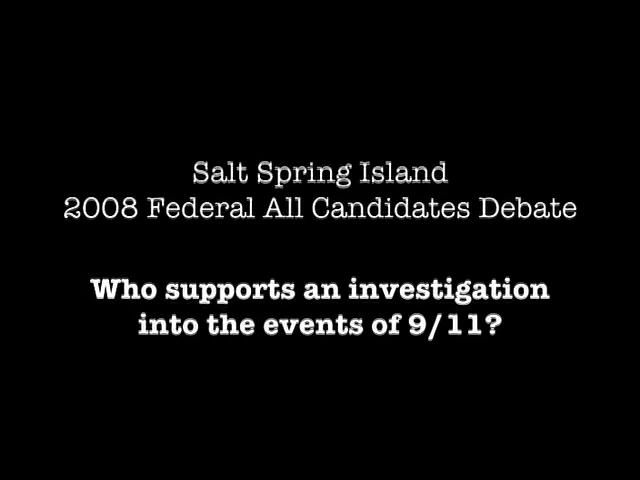 Salt Spring Island
2008 Federal All Candidates Debate
Who supports an investigation
into the events of 9/11?